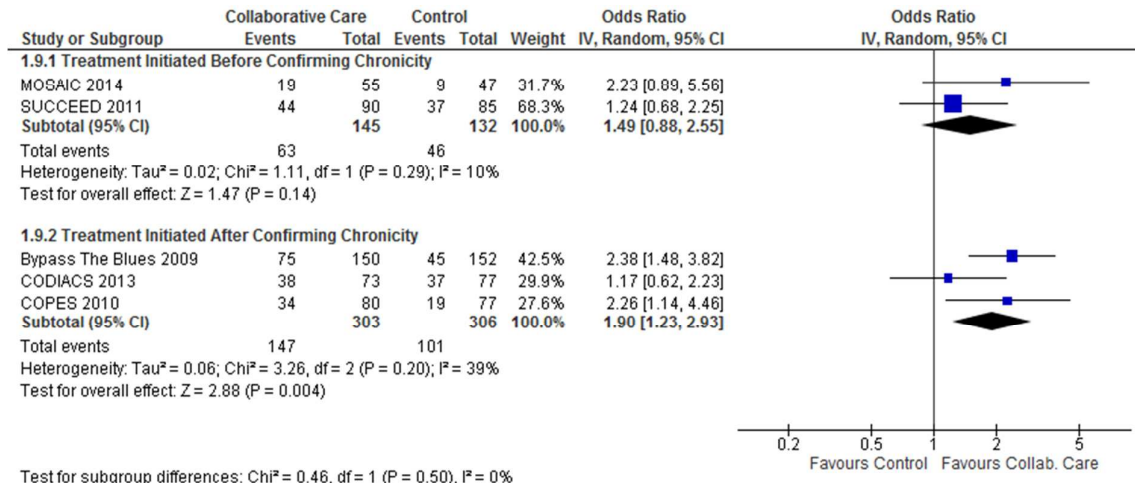 Collaborative Care Control Odds Ratio Odds Ratio
Study or Subgroup Events Total Events Total Weight IV, Random, 95% CI IV, Random, 95% CI
1.9.1 Treatment Initiated Before Confirming Chronicity
MOSAIC 2014 19 55 9 47 31.7% 2.23 [0.89, 5.56]
SUCCEED 2011 44 90 37 85 68.3% 1.24 [0.68, 2.25]
Subtotal (95% CI) 145 132 100.0% 1.49 [0.88, 2.55]
Total events 63 46
Heterogeneity: Tau² = 0.02; Chi² = 1.11, df = 1 (P = 0.29); I² = 10%
Test for overall effect: Z = 1.47 (P = 0.14)
1.9.2 Treatment Initiated After Confirming Chronicity
Bypass The Blues 2009 75 150 45 152 42.5% 2.38 [1.48, 3.82]
CODIACS 2013 38 73 37 77 29.9% 1.17 [0.62, 2.23]
COPES 2010 34 80 19 77 27.6% 2.26 [1.14, 4.46]
Subtotal (95% CI) 303 306 100.0% 1.90 [1.23, 2.93]
Total events 147 101
Heterogeneity: Tau² = 0.06; Chi² = 3.26, df = 2 (P = 0.20); I² = 39%
Test for overall effect: Z = 2.88 (P = 0.004)
0.2 0.5 1 2 5
Favours Control Favours Collab. Care
Test for subgroup differences: Chi² = 0.46, df = 1 (P = 0.50), I² = 0%